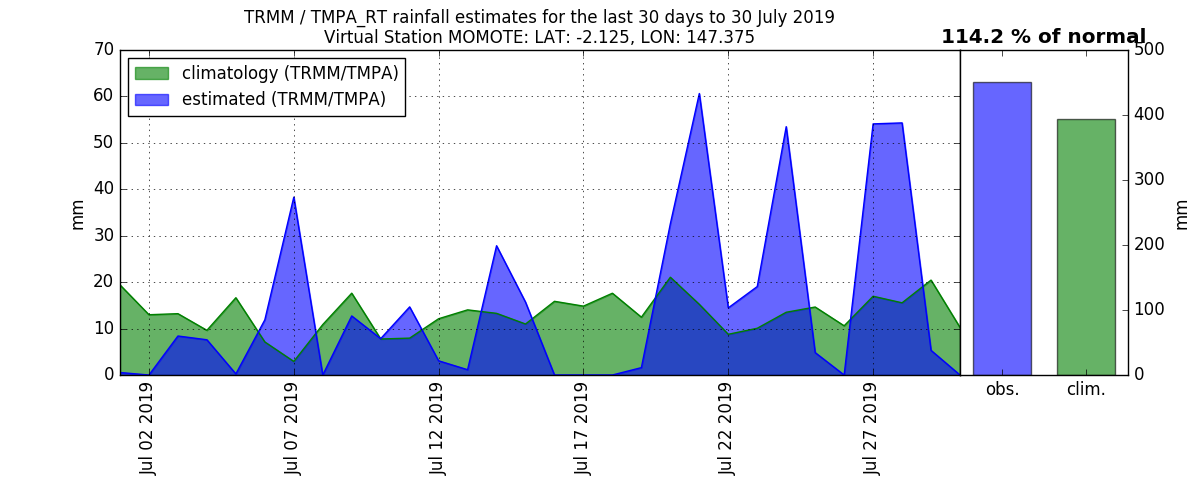 TRMM / TMPA_RT rainfall estimates for the last 30 days to 30 July 2019
Virtual Station MOMOTE: LAT: -2.125, LON: 147.375
114.2 % of normal
climatology (TRMM/TMPA)
estimated (TRMM/TMPA)
mm
70
60
50
40
30
20
10
0
Jul 02 2019
Jul 07 2019
Jul 12 2019
Jul 17 2019
Jul 22 2019
Jul 27 2019
obs.
clim.
500
400
300
200
100
0
mm